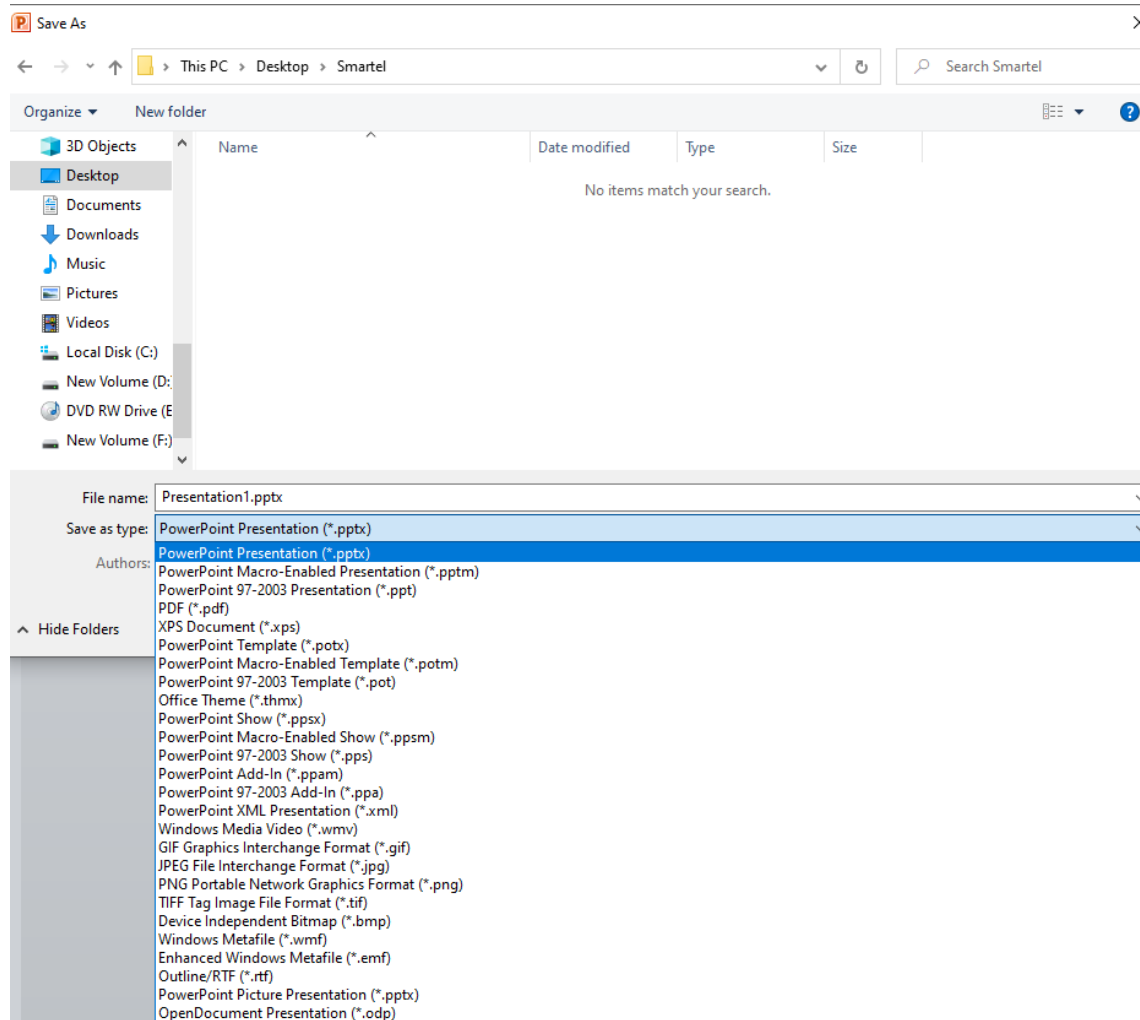 Save As
This PC > Desktop > Smartel
Search Smartel
Organize
New folder
Name
Date modified
Type
Size
No items match your search.
3D Objects
Desktop
Documents
Downloads
Music
Pictures
Videos
Local Disk (C:)
New Volume (D:
DVD RW Drive (E
New Volume (F:)
File name: Presentation1.pptx
Save as type: PowerPoint Presentation (*.pptx)
Authors:
Hide Folders
PowerPoint Presentation (*.pptx)
PowerPoint Macro-Enabled Presentation (*.pptm)
PowerPoint 97-2003 Presentation (*.ppt)
PDF (*.pdf)
XPS Document (*.xps)
PowerPoint Template (*.potx)
PowerPoint Macro-Enabled Template (*.potm)
PowerPoint 97-2003 Template (*.pot)
Office Theme (*.thmx)
PowerPoint Show (*.ppsx)
PowerPoint Macro-Enabled Show (*.ppsm)
PowerPoint 97-2003 Show (*.pps)
PowerPoint Add-In (*.ppam)
PowerPoint 97-2003 Add-In (*.ppa)
PowerPoint XML Presentation (*.xml)
Windows Media Video (*.wmv)
GIF Graphics Interchange Format (*.gif)
JPEG File Interchange Format (*.jpg)
PNG Portable Network Graphics Format (*.png)
TIFF Tag Image File Format (*.tif)
Device Independent Bitmap (*.bmp)
Windows Metafile (*.wmf)
Enhanced Windows Metafile (*.emf)
Outline/RTF (*.rtf)
PowerPoint Picture Presentation (*.pptx)
OpenDocument Presentation (*.odp)